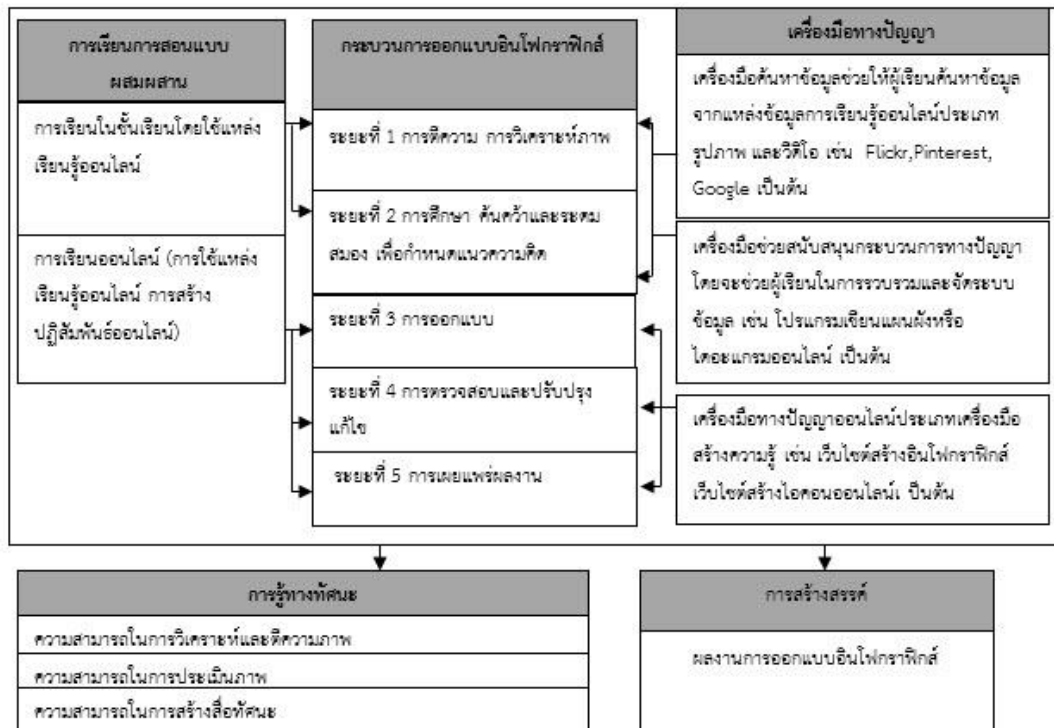 การเรียนการสอนแบบ
ผสมผสาน
การเรียนในชั้นเรียนโดยใช้แหล่ง
เรียนรู้ออนไลน์
การเรียนออนไลน์ (การใช้แหล่ง
เรียนรู้ออนไลน์ การสร้าง
ปฏิสัมพันธ์ออนไลน์)
กระบวนการออกแบบอินโฟกราฟิกส์
ระยะที่ 1 การตีความ การวิเคราะห์ภาพ
ระยะที่ 2 การศึกษา ค้นคว้าและระดม
สมอง เพื่อกำหนดแนวความคิด
ระยะที่ 3 การออกแบบ
ระยะที่ 4 การตรวจสอบและปรับปรุง
แก้ไข
ระยะที่ 5 การเผยแพร่ผลงาน
เครื่องมือทางปัญญา
เครื่องมือค้นหาข้อมูลช่วยให้ผู้เรียนค้นหาข้อมูล
จากแหล่งข้อมูลการเรียนรู้ออนไลน์ประเภท
รูปภาพ และวีดิโอ เช่น Flickr,Pinterest,
Google เป็นต้น
เครื่องมือช่วยสนับสนุนกระบวนการทางปัญญา
โดยจะช่วยผู้เรียนในการรวบรวมและจัดระบบ
ข้อมูล เช่น โปรแกรมเขียนแผนผังหรือ
ไดอะแกรมออนไลน์ เป็นต้น
เครื่องมือทางปัญญาออนไลน์ประเภทเครื่องมือ
สร้างความรู้ เช่น เว็บไซต์สร้างอินโฟกราฟิกส์
เว็บไซต์สร้างไอคอนออนไลน์เ ป็นต้น
การรู้ทางทัศนะ
ความสามารถในการวิเคราะห์และตีความภาพ
ความสามารถในการประเมินภาพ
ความสามารถในการสร้างสื่อทัศนะ
การสร้างสรรค์
ผลงานการออกแบบอินโฟกราฟิกส์